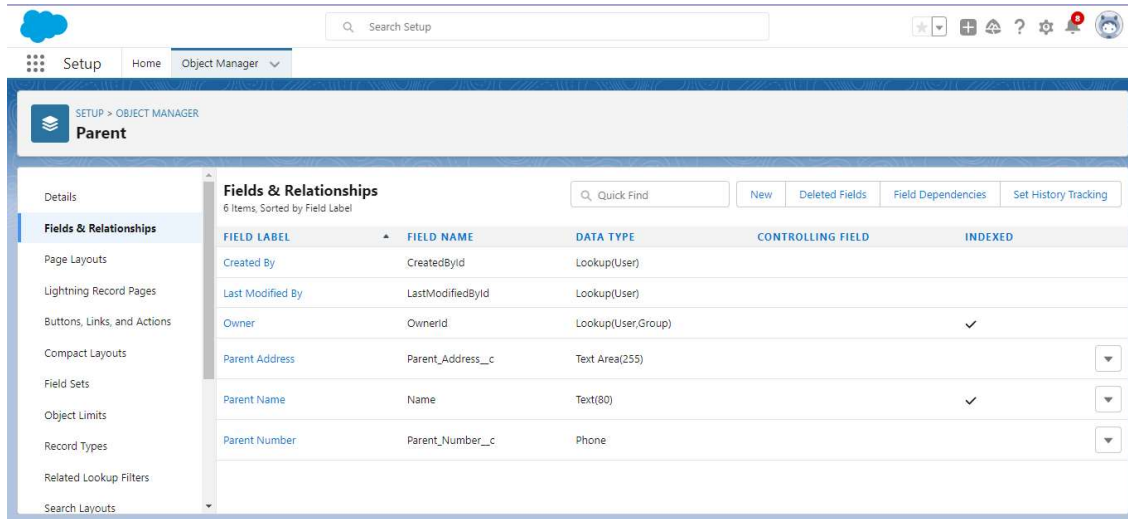 Search Setup
8
Setup Home Object Manager
SETUP > OBJECT MANAGER
Parent
Details
Fields & Relationships
Page Layouts
Lightning Record Pages
Buttons, Links, and Actions
Compact Layouts
Field Sets
Object Limits
Record Types
Related Lookup Filters
Search Layouts
Fields & Relationships
6 Items, Sorted by Field Label
Quick Find New Deleted Fields Field Dependencies Set History Tracking
FIELD LABEL FIELD NAME DATA TYPE CONTROLLING FIELD INDEXED
Created By CreatedById Lookup(User)
Last Modified By LastModifiedById Lookup(User)
Owner OwnerId Lookup(User,Group)
Parent Address Parent_Address__c Text Area(255)
Parent Name Name Text(80)
Parent Number Parent_Number__c Phone